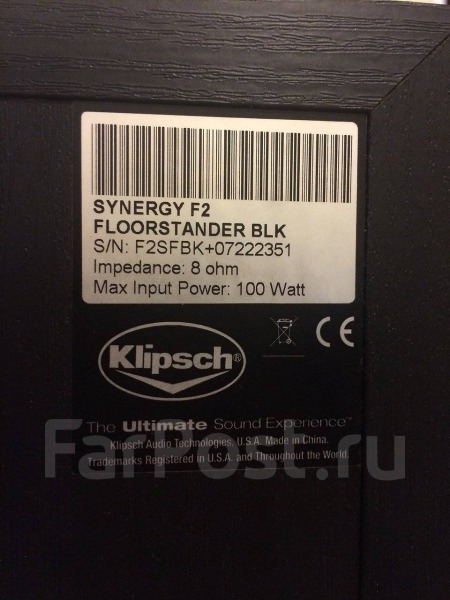 SYNERGY F2
FLOORSTANDER BLK
S/N: F2SFBK+07222351
Impedance: 8 ohm
Max Input Power: 100 Watt
CE
Klipsch®
The Ultimate Sound Experience™
Klipsch Audio Technologies, U.S.A. Made in China.
Trademarks Registered in U.S.A. and Throughout the World.
FarPost.ru